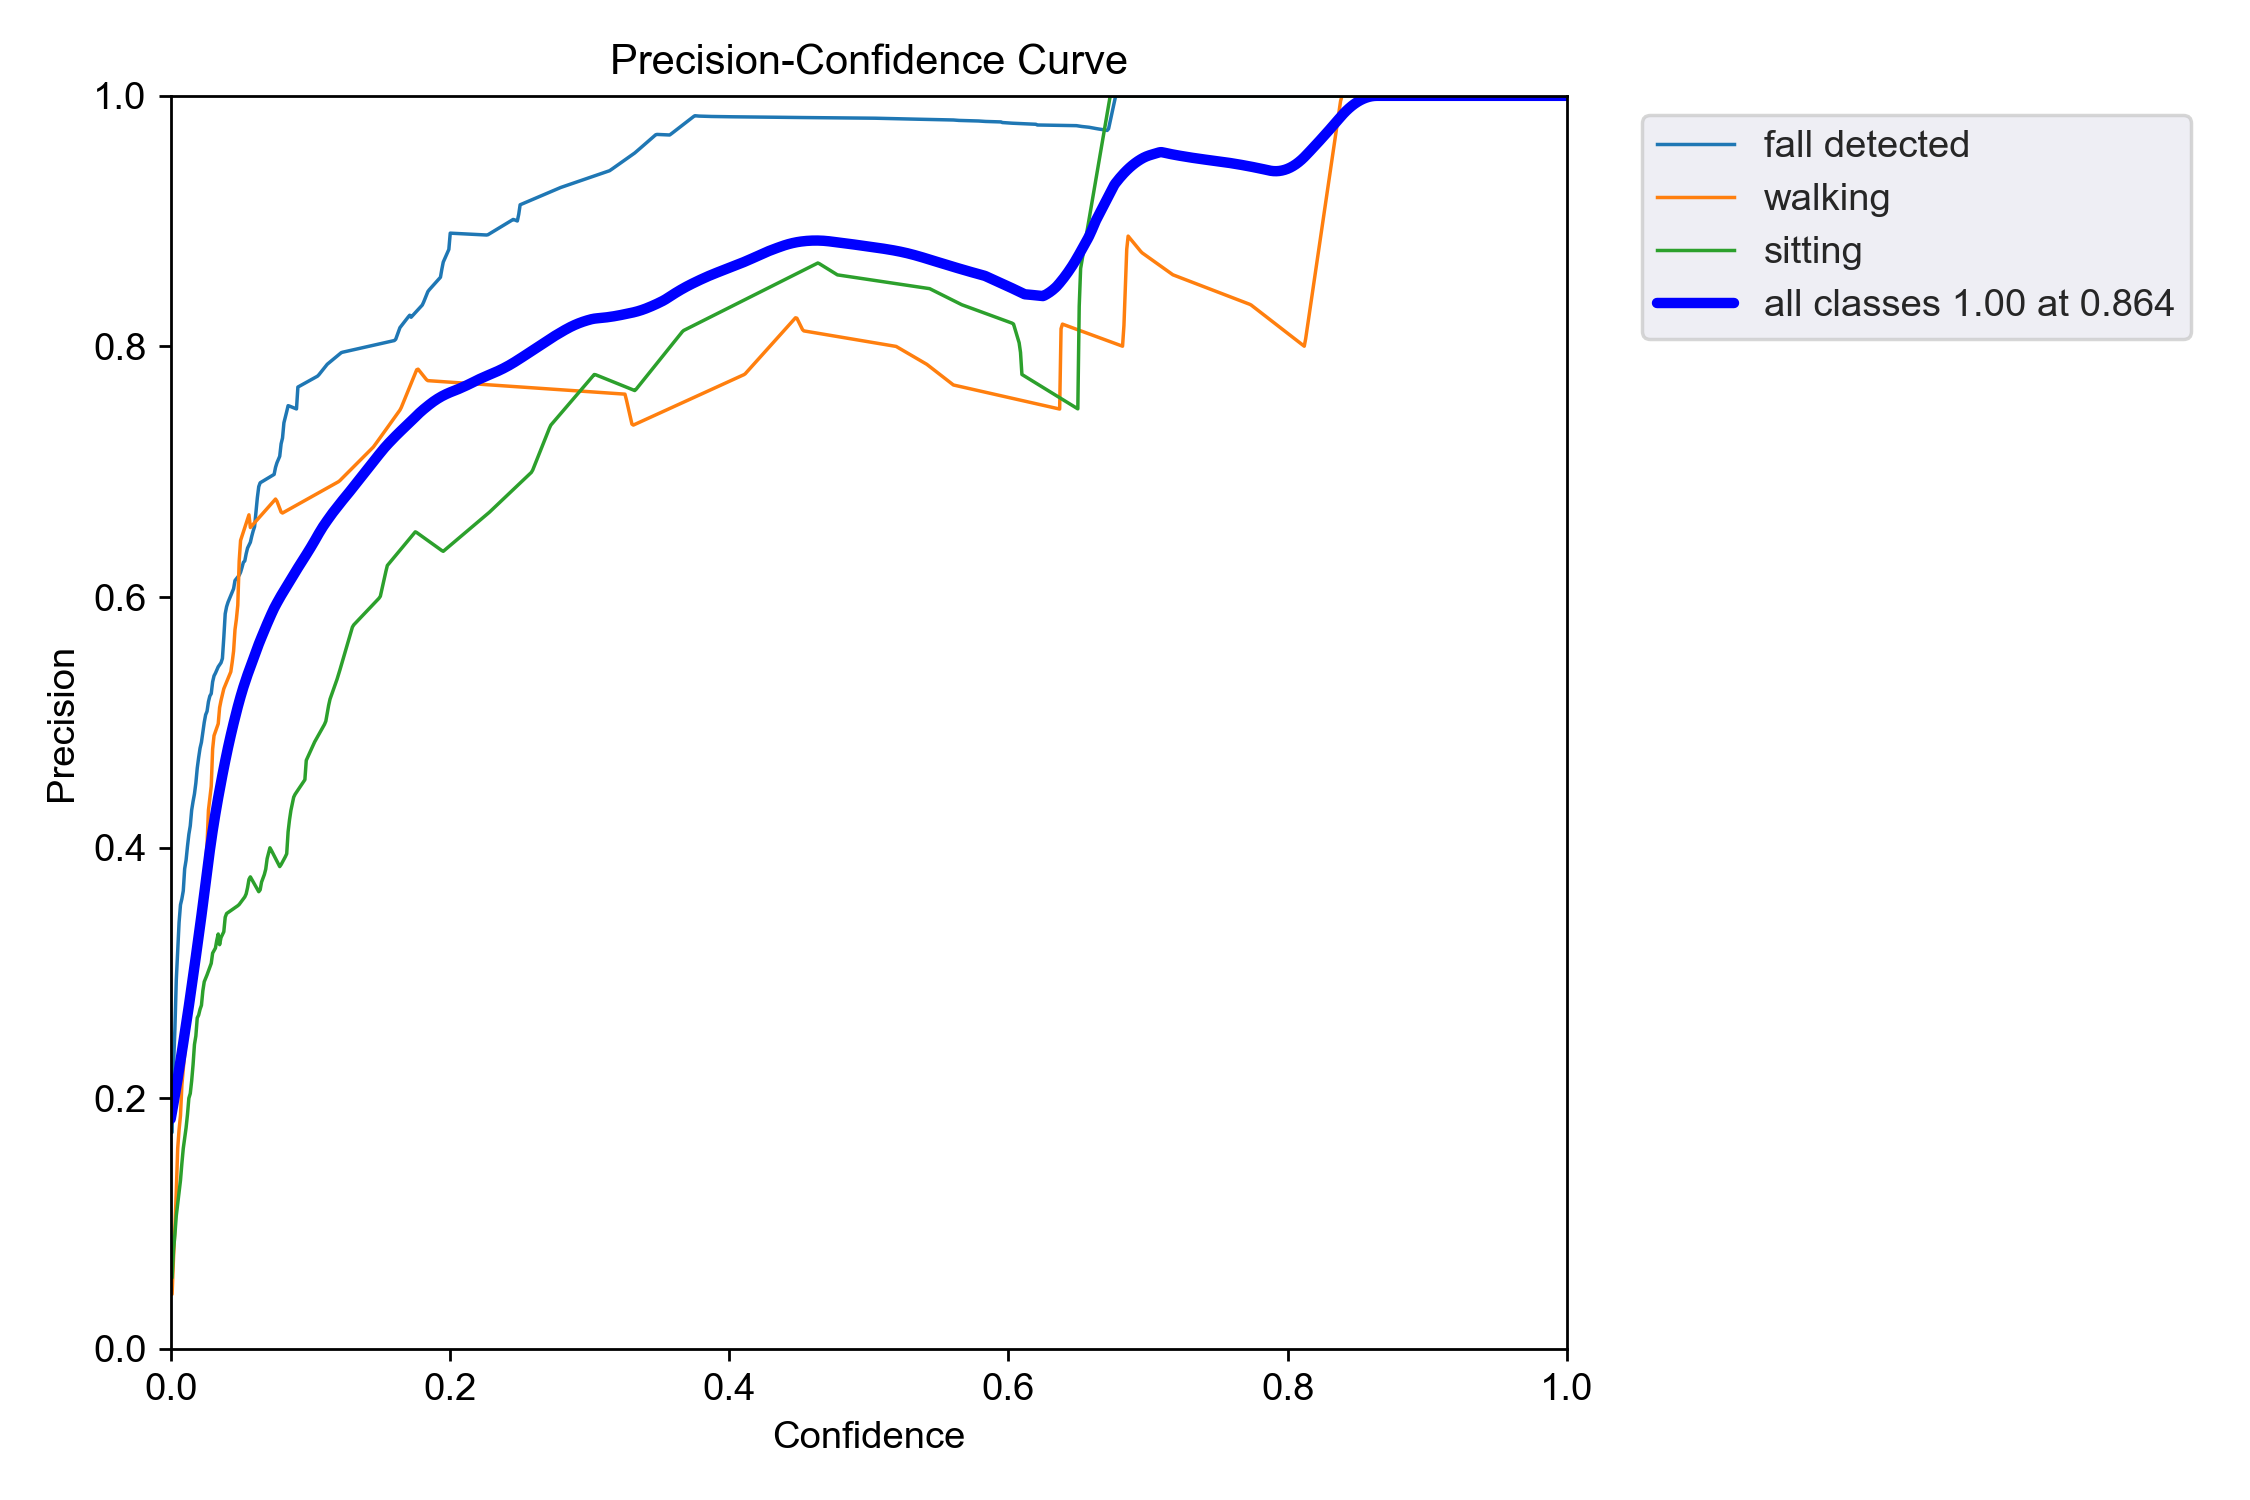 Precision-Confidence Curve
1.0
0.8
0.6
0.4
0.2
0.0
Precision
0.0 0.2 0.4 0.6 0.8 1.0
Confidence
fall detected
walking
sitting
all classes 1.00 at 0.864